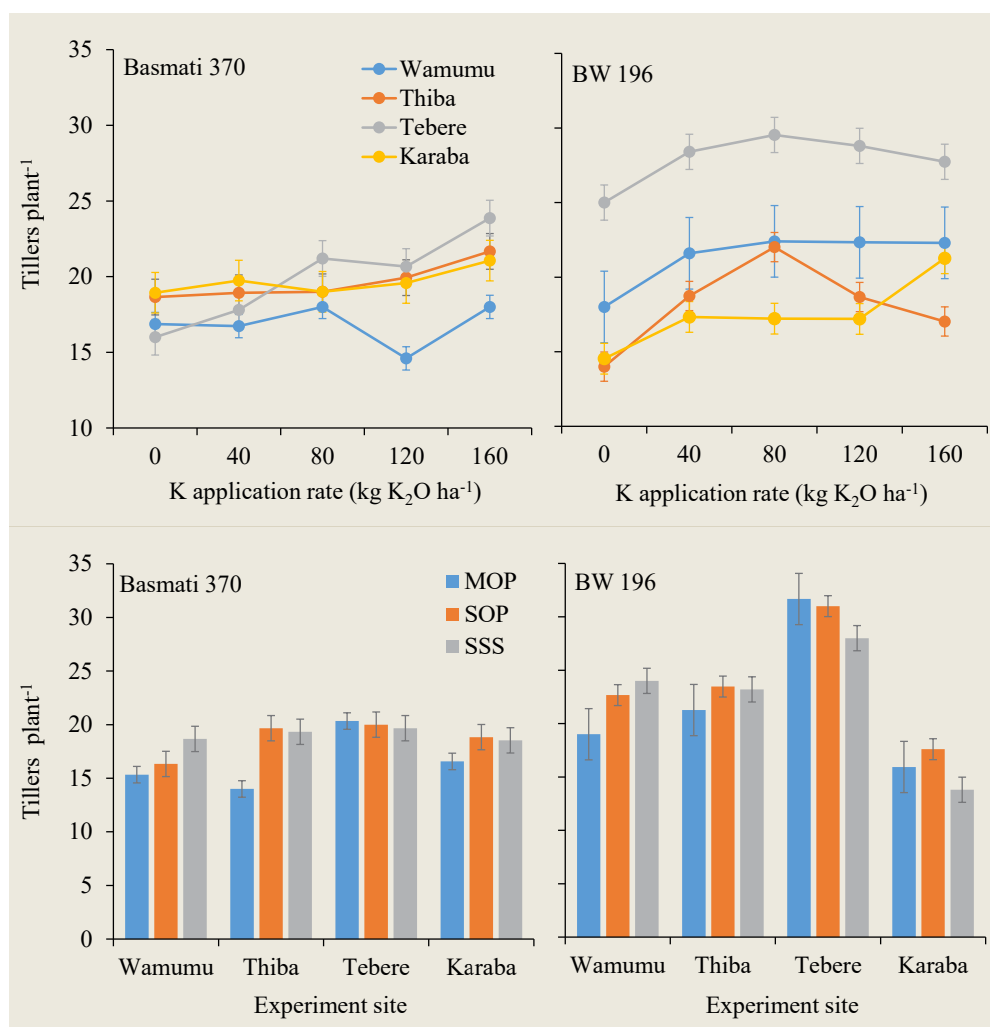 Basmati 370
BW 196
Wamumu
Thiba
Tebere
Karaba
Tillers plant-1
35
30
25
20
15
10
0 40 80 120 160
0 40 80 120 160
K application rate (kg K2O ha-1)
K application rate (kg K2O ha-1)
Basmati 370
BW 196
MOP
SOP
SSS
Tillers plant-1
35
30
25
20
15
10
5
0
Wamumu Thiba Tebere Karaba
Wamumu Thiba Tebere Karaba
Experiment site
Experiment site